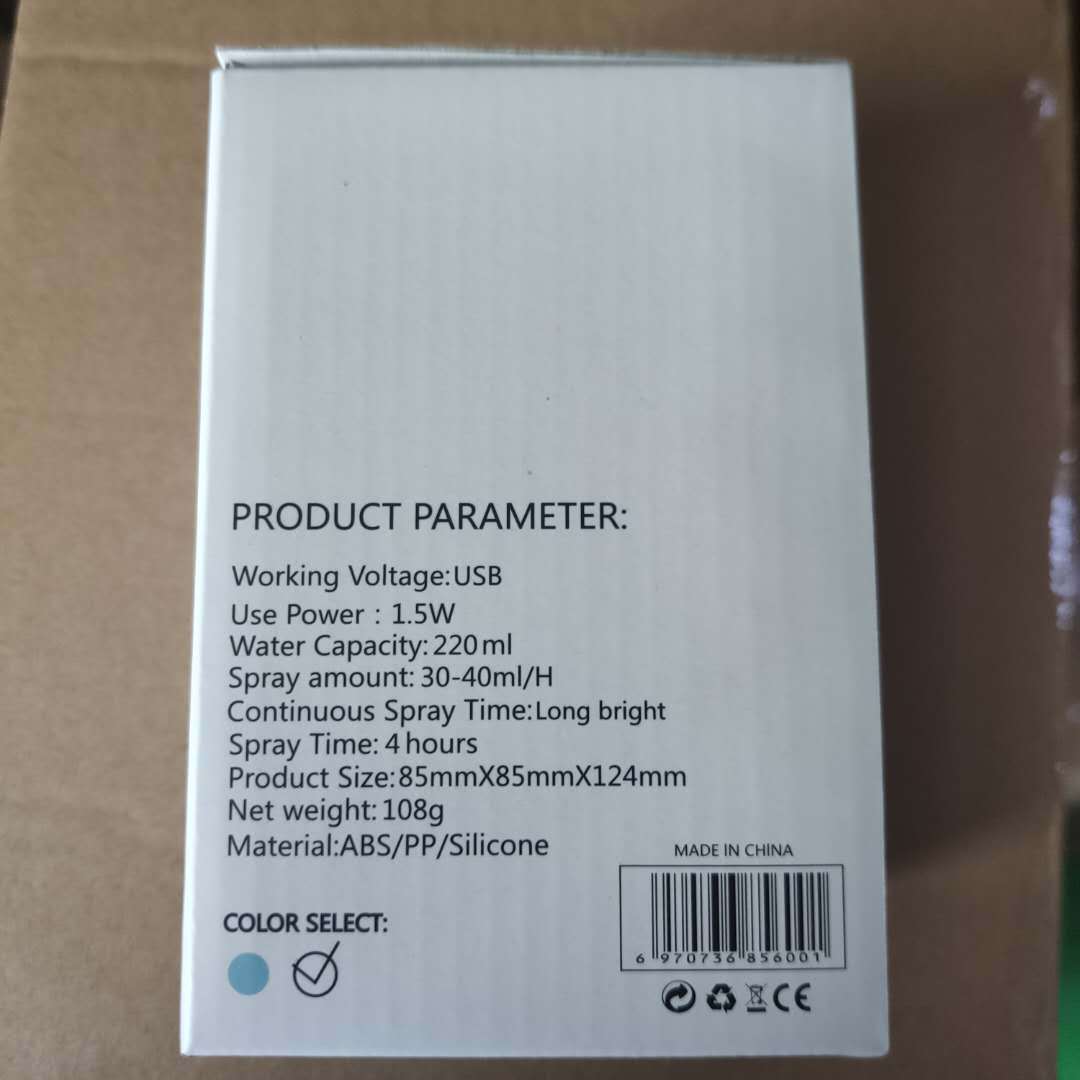 PRODUCT PARAMETER:
Working Voltage:USB
Use Power : 1.5W
Water Capacity: 220ml
Spray amount: 30-40ml/H
Continuous Spray Time:Long bright
Spray Time: 4 hours
Product Size:85mmX85mmX124mm
Net weight: 108g
Material:ABS/PP/Silicone
MADE IN CHINA
6 970736 856001
COLOR SELECT:
CE